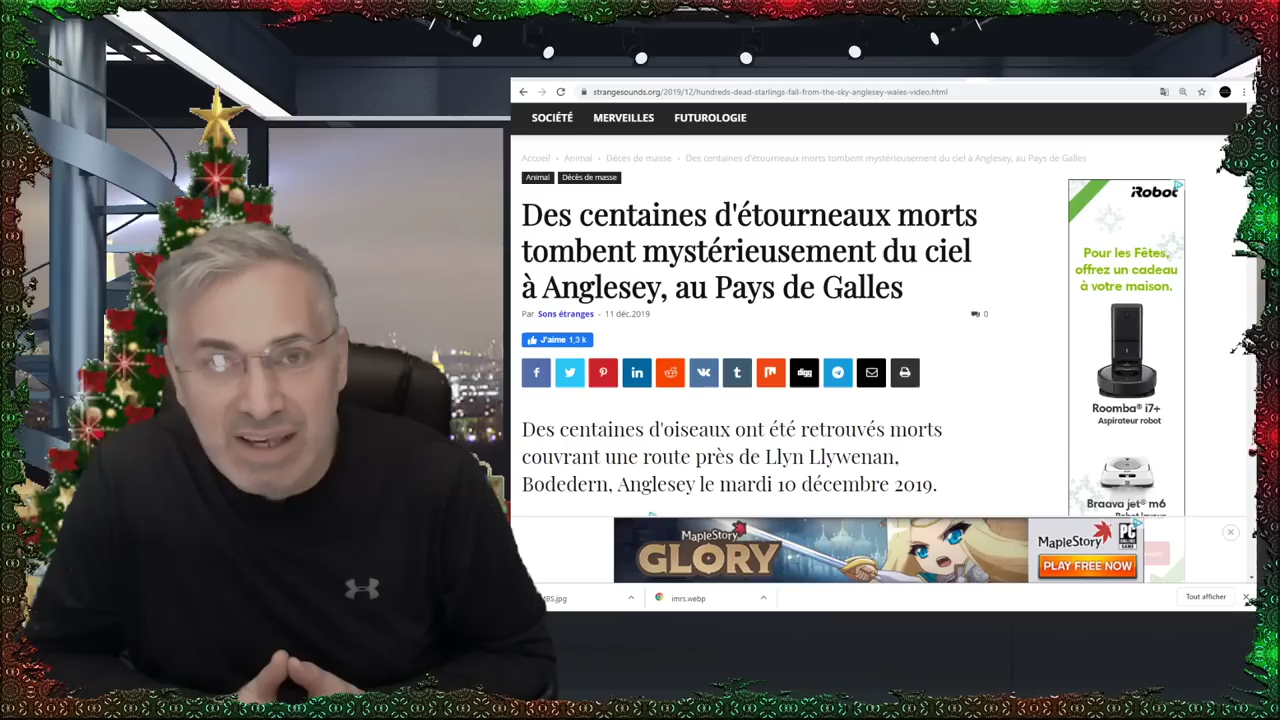 strangesounds.org/2019/12/hundreds-dead-starlings-fall-from-the-sky-anglesey-wales-video.html
SOCIÉTÉ MERVEILLES FUTUROLOGIE
Accueil › Animal › Décès de masse › Des centaines d'étourneaux morts tombent mystérieusement du ciel à Anglesey, au Pays de Galles
Animal Décès de masse
Des centaines d'étourneaux morts
tombent mystérieusement du ciel
à Anglesey, au Pays de Galles
Par Sons étranges - 11 déc.2019 0
J'aime 1,3 k
digg
Des centaines d'oiseaux ont été retrouvés morts
couvrant une route près de Llyn Llywenan,
Bodedern, Anglesey le mardi 10 décembre 2019.
iRobot
Pour les Fêtes,
offrez un cadeau
à votre maison.
Roomba® i7+
Aspirateur robot
Braava jet® m6
MapleStory
GLORY
MapleStory
PC
ONLINE
GAME
PLAY FREE NOW
imrs.webp
Tout afficher